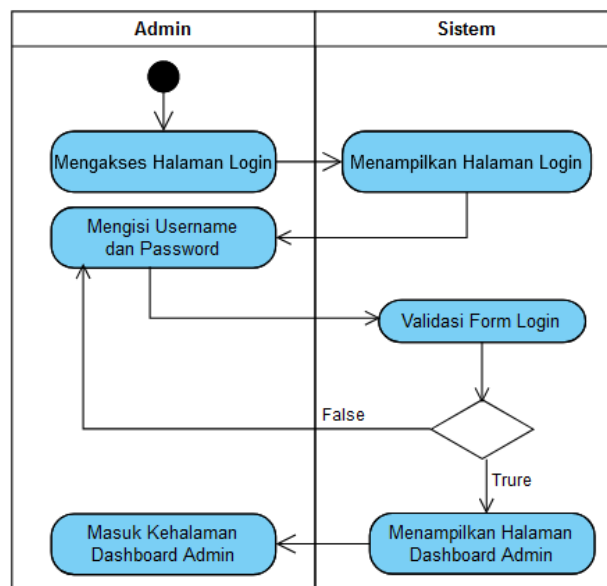 Admin
Sistem
Mengakses Halaman Login
Menampilkan Halaman Login
Mengisi Username
dan Password
Validasi Form Login
False
Trure
Masuk Kehalaman
Dashboard Admin
Menampilkan Halaman
Dashboard Admin